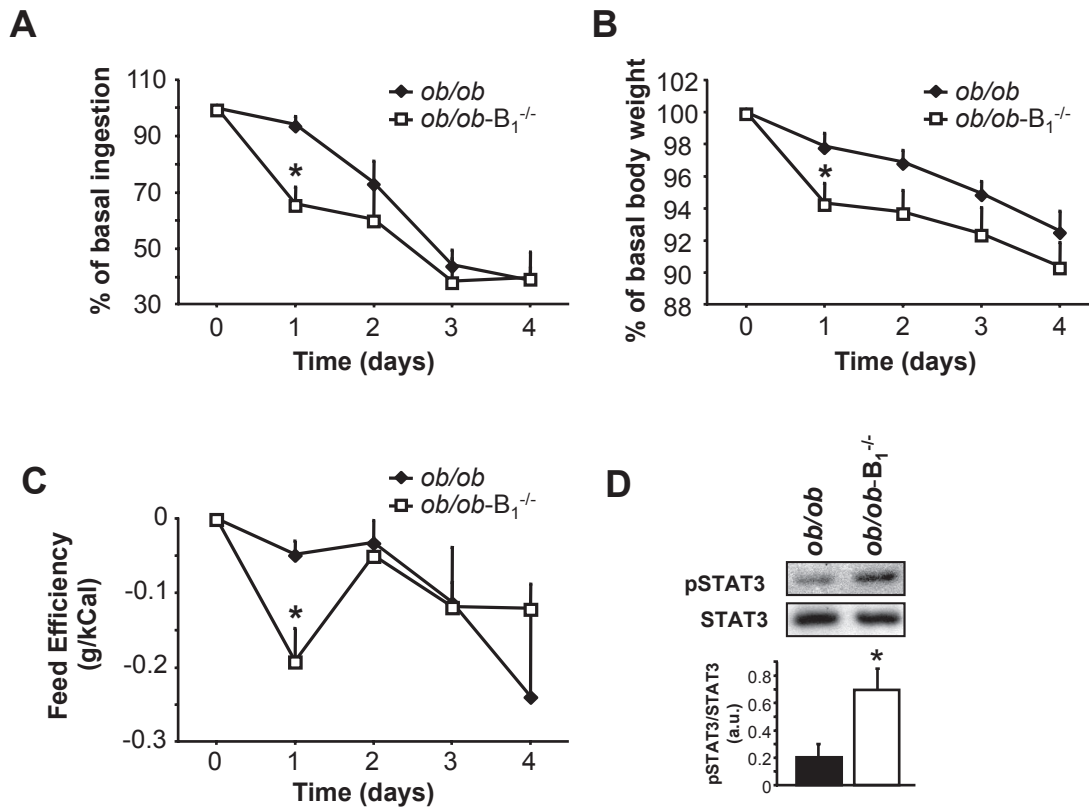 A
110
90
70
50
30
% of basal ingestion
ob/ob
ob/ob-B₁⁻/⁻
*
0 1 2 3 4
Time (days)
B
102
100
98
96
94
92
90
88
% of basal body weight
ob/ob
ob/ob-B₁⁻/⁻
*
0 1 2 3 4
Time (days)
C
0
-0.1
-0.2
-0.3
Feed Efficiency
(g/kCal)
ob/ob
ob/ob-B₁⁻/⁻
*
0 1 2 3 4
Time (days)
D
ob/ob
ob/ob-B₁⁻/⁻
pSTAT3
STAT3
pSTAT3/STAT3
(a.u.)
0.8
0.6
0.4
0.2
0
*